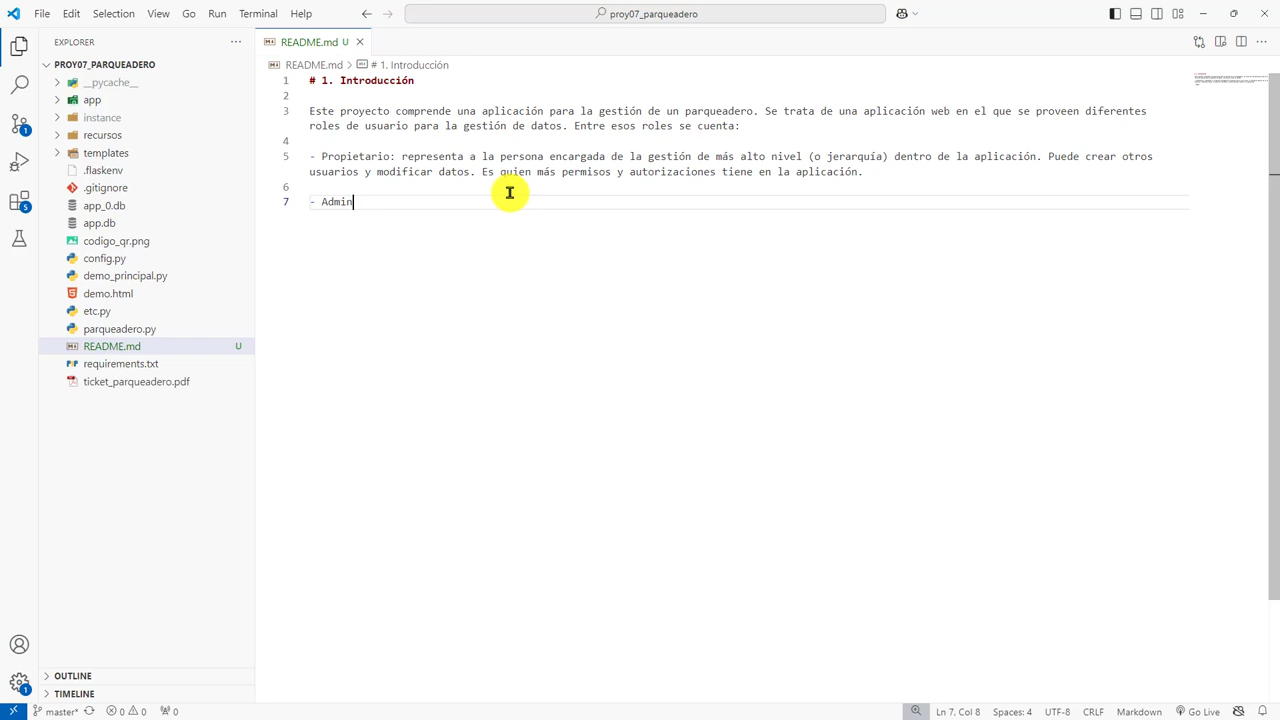 File Edit Selection View Go Run Terminal Help
proy07_parqueadero
EXPLORER
README.md U
PROY07_PARQUEADERO
README.md > # 1. Introducción
__pycache__
app
instance
recursos
templates
.flaskenv
.gitignore
app_0.db
app.db
codigo_qr.png
config.py
demo_principal.py
demo.html
etc.py
parqueadero.py
README.md U
requirements.txt
ticket_parqueadero.pdf
1 # 1. Introducción
2
3 Este proyecto comprende una aplicación para la gestión de un parqueadero. Se trata de una aplicación web en el que se proveen diferentes
roles de usuario para la gestión de datos. Entre esos roles se cuenta:
4
5 - Propietario: representa a la persona encargada de la gestión de más alto nivel (o jerarquía) dentro de la aplicación. Puede crear otros
usuarios y modificar datos. Es quien más permisos y autorizaciones tiene en la aplicación.
6
7 - Admin
1
5
1
OUTLINE
TIMELINE
master* 0 0 0 Ln 7, Col 8 Spaces: 4 UTF-8 CRLF Markdown Go Live